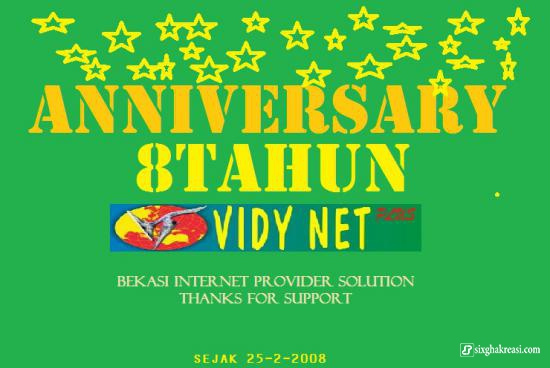 ANNIVERSARY
8TAHUN
VIDY NET
BEKASI INTERNET PROVIDER SOLUTION
THANKS FOR SUPPORT
SEJAK 25-2-2008
sixghakreasi.com